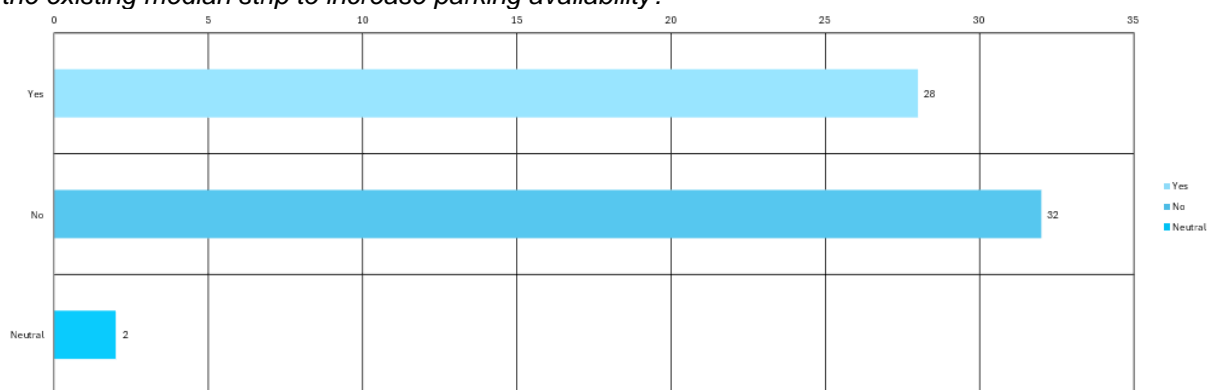 the existing median strip to increase parking availability?
0 5 10 15 20 25 30 35
Yes 28
No 32
Neutral 2
Yes
No
Neutral